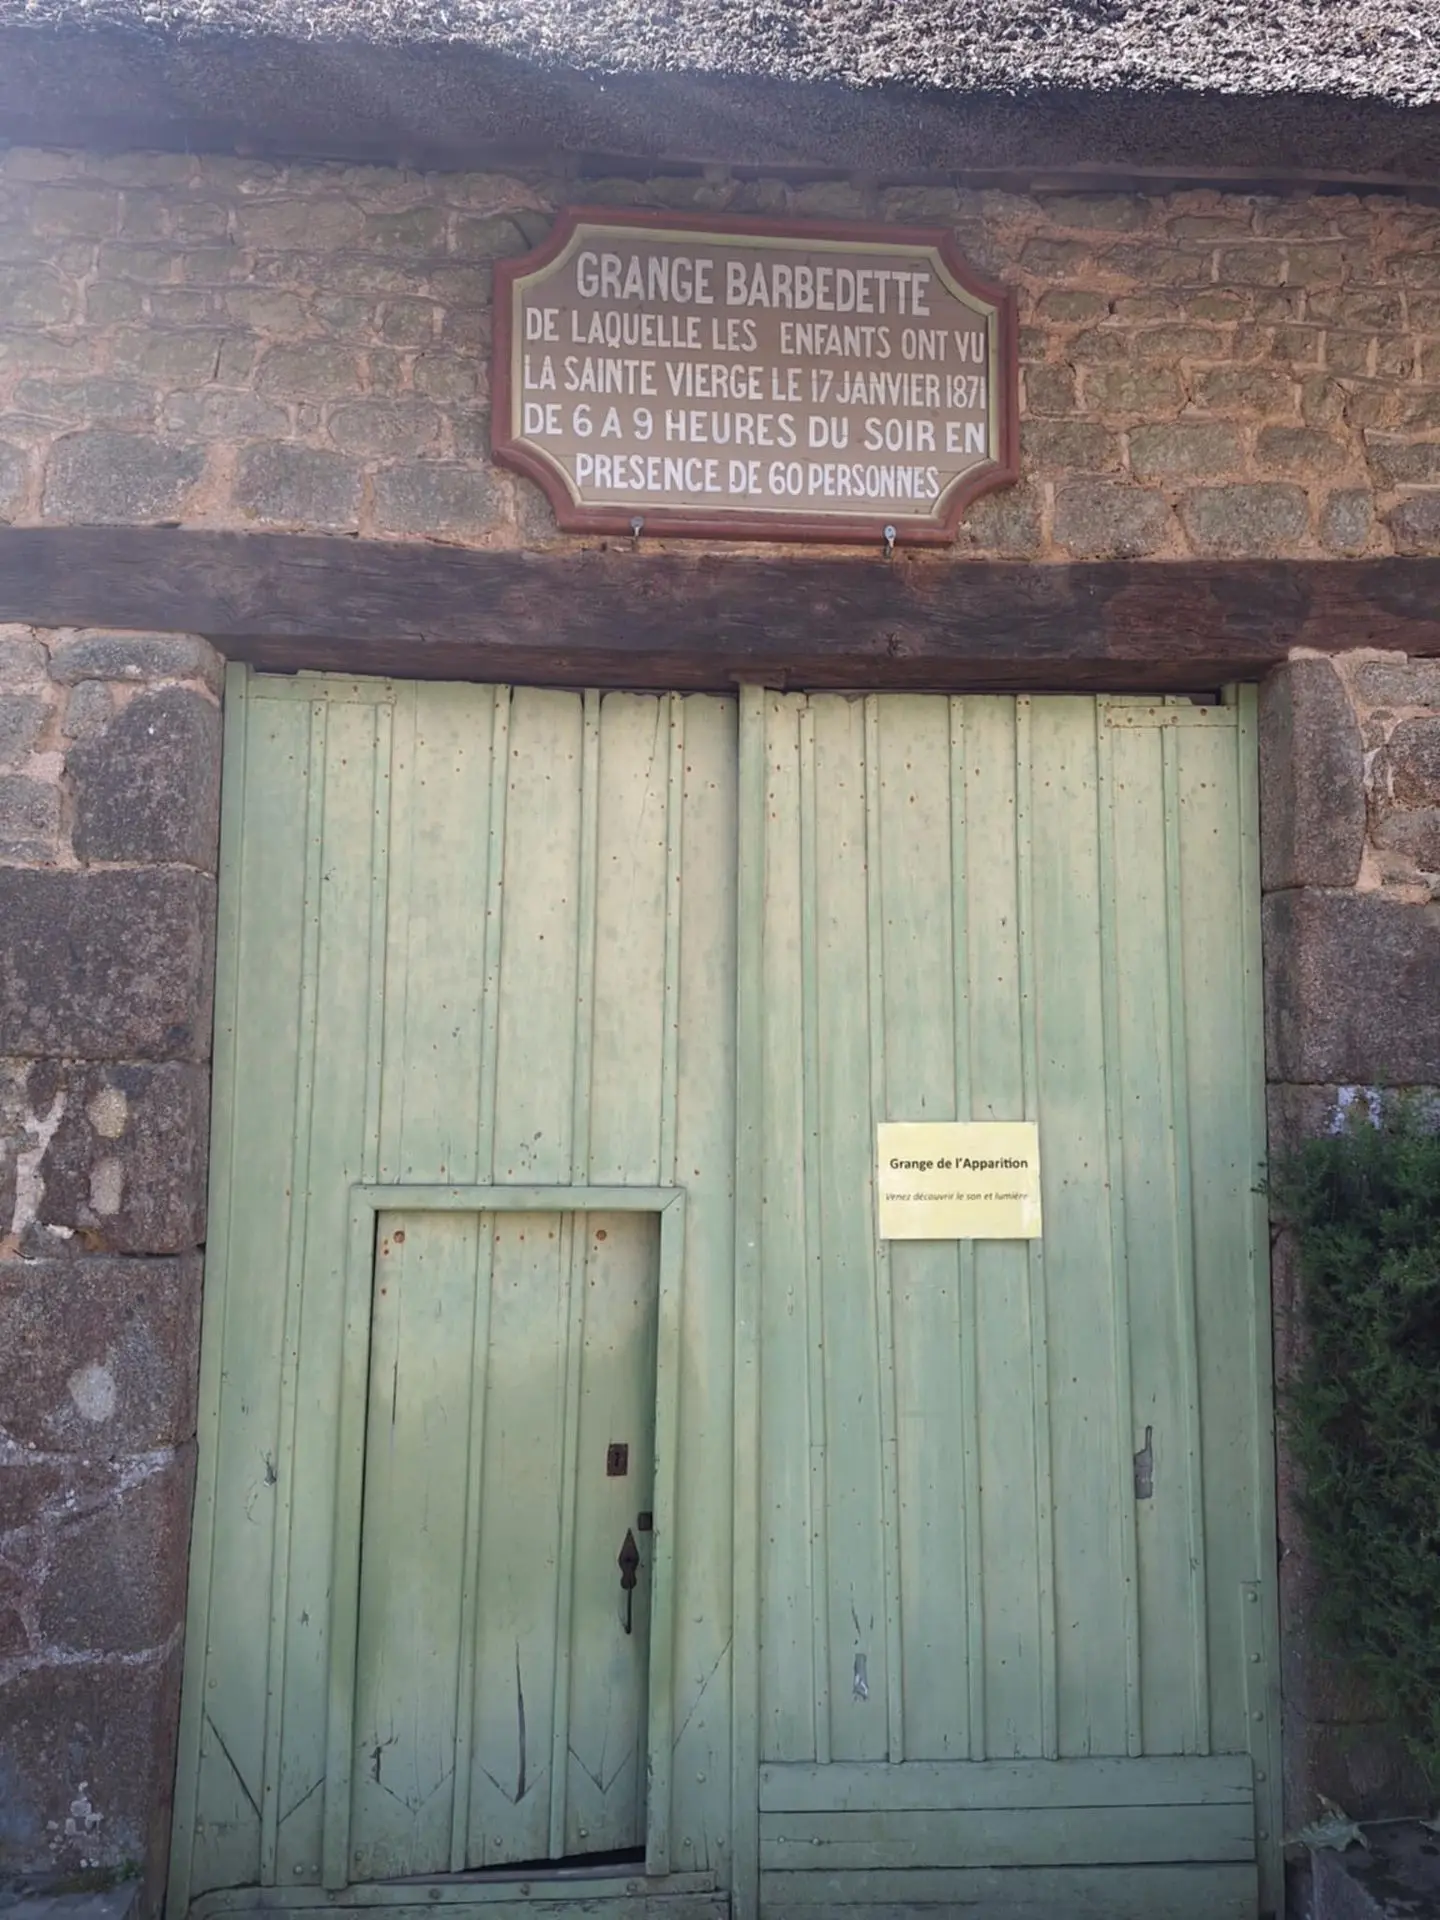 GRANGE BARBEDETTE
DE LAQUELLE LES ENFANTS ONT VU
LA SAINTE VIERGE LE 17 JANVIER 1871
DE 6 A 9 HEURES DU SOIR EN
PRESENCE DE 60 PERSONNES
Grange de l'Apparition
Venez découvrir le son et lumière